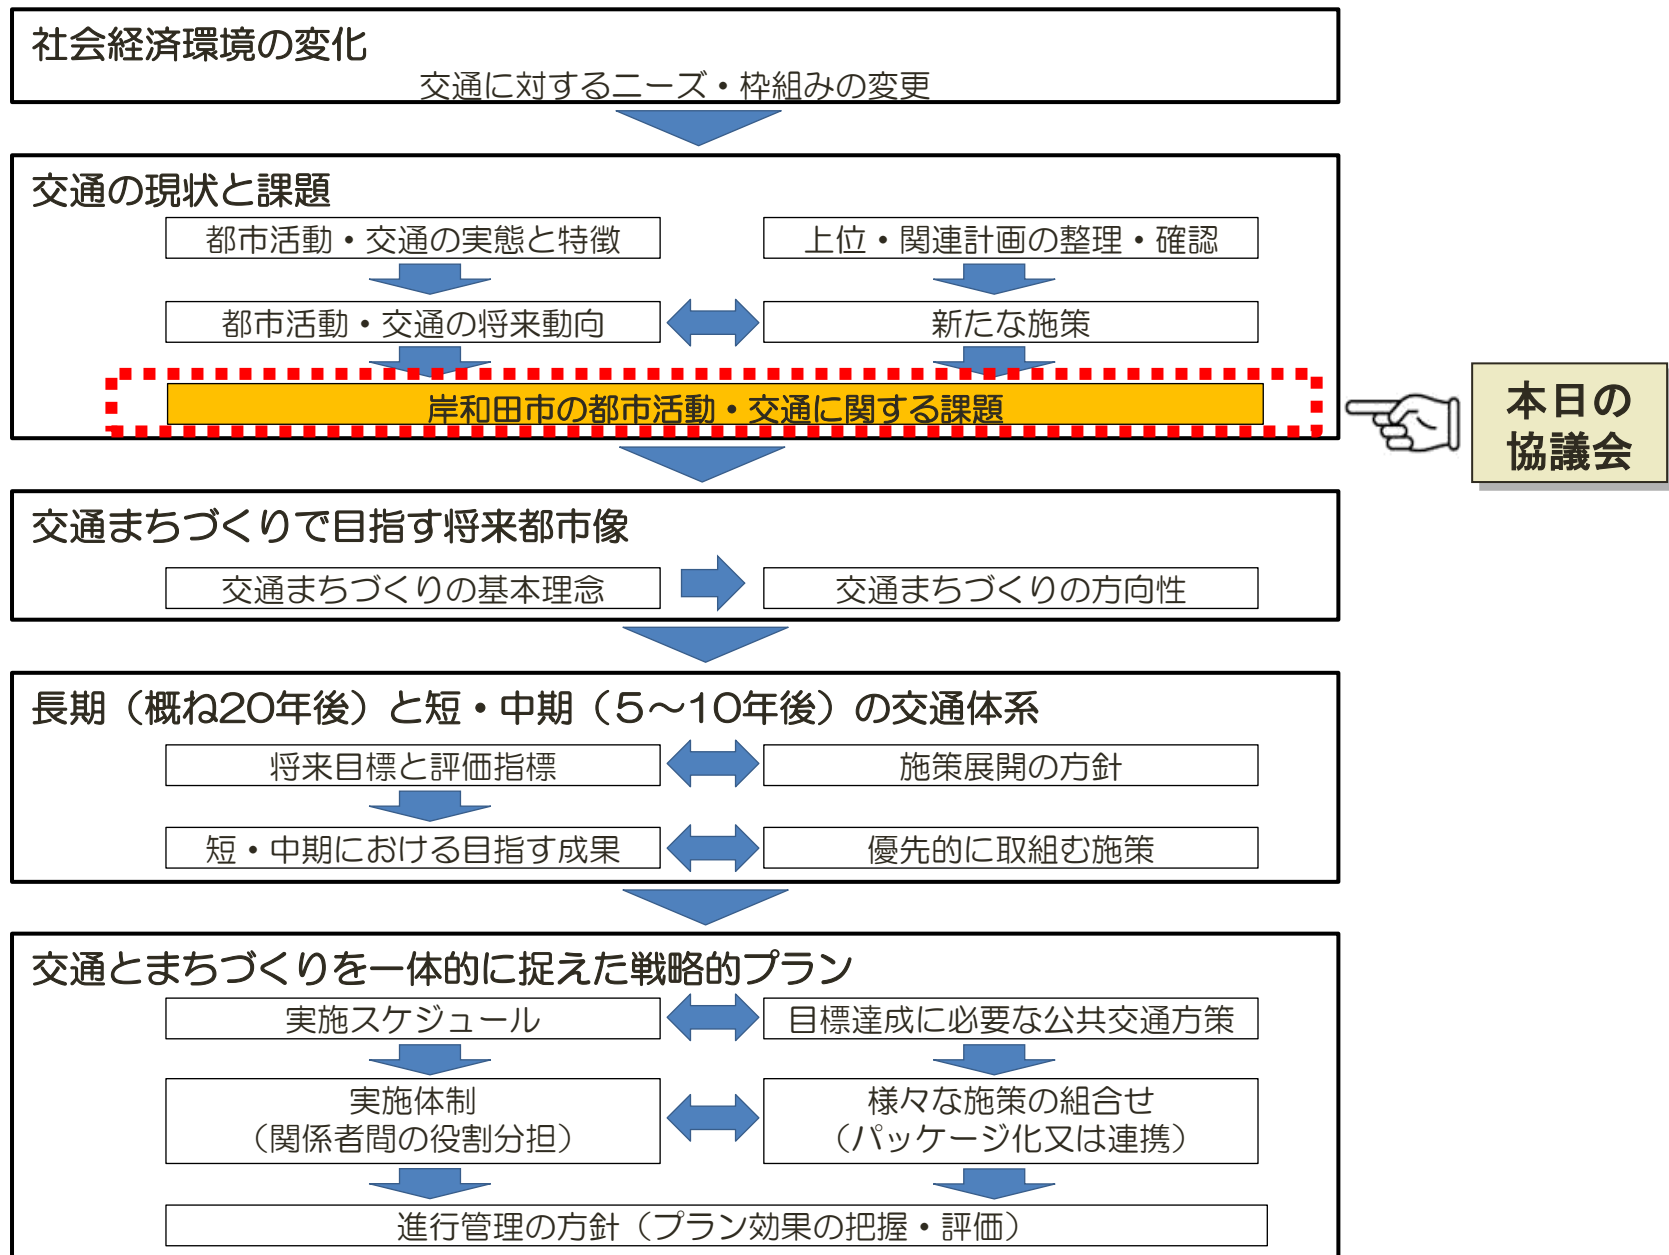 社会経済環境の変化
交通に対するニーズ・枠組みの変更
交通の現状と課題
都市活動・交通の実態と特徴
上位・関連計画の整理・確認
都市活動・交通の将来動向
新たな施策
岸和田市の都市活動・交通に関する課題
本日の
協議会
交通まちづくりで目指す将来都市像
交通まちづくりの基本理念
交通まちづくりの方向性
長期（概ね20年後）と短・中期（5～10年後）の交通体系
将来目標と評価指標
施策展開の方針
短・中期における目指す成果
優先的に取組む施策
交通とまちづくりを一体的に捉えた戦略的プラン
実施スケジュール
目標達成に必要な公共交通方策
実施体制
（関係者間の役割分担）
様々な施策の組合せ
（パッケージ化又は連携）
進行管理の方針（プラン効果の把握・評価）